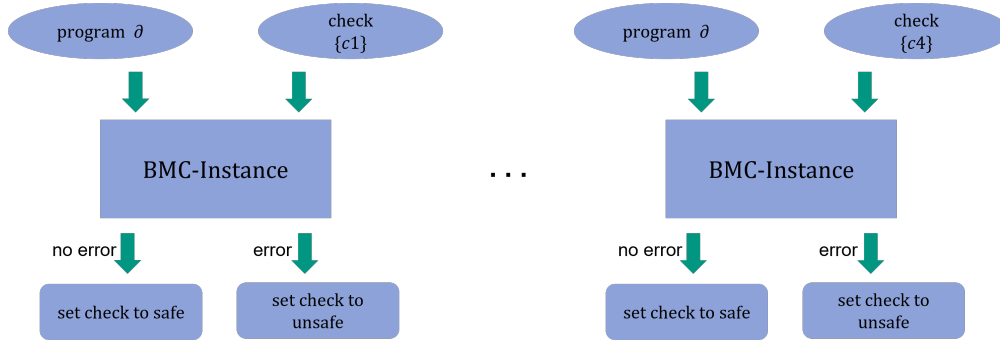 program ∂
check
{c1}
BMC-Instance
no error
error
set check to safe
set check to
unsafe
...
program ∂
check
{c4}
BMC-Instance
no error
error
set check to safe
set check to
unsafe